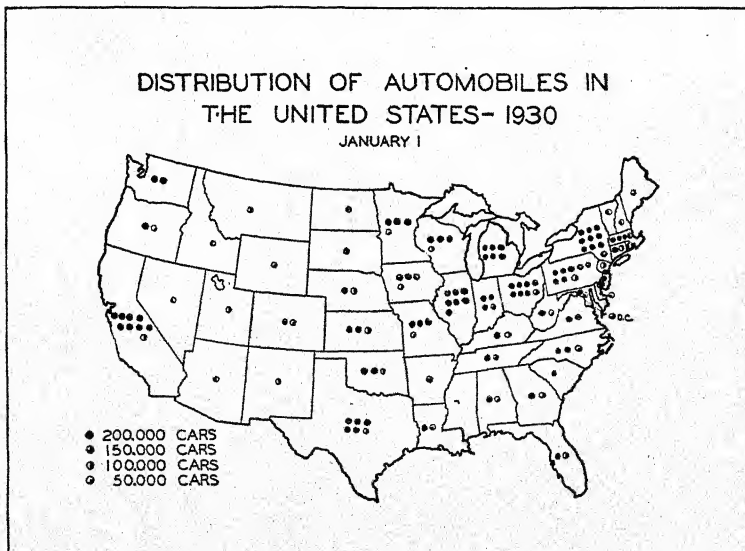 DISTRIBUTION OF AUTOMOBILES IN
THE UNITED STATES- 1930
JANUARY 1
D.C.
200.000 CARS
150.000 CARS
100.000 CARS
50.000 CARS